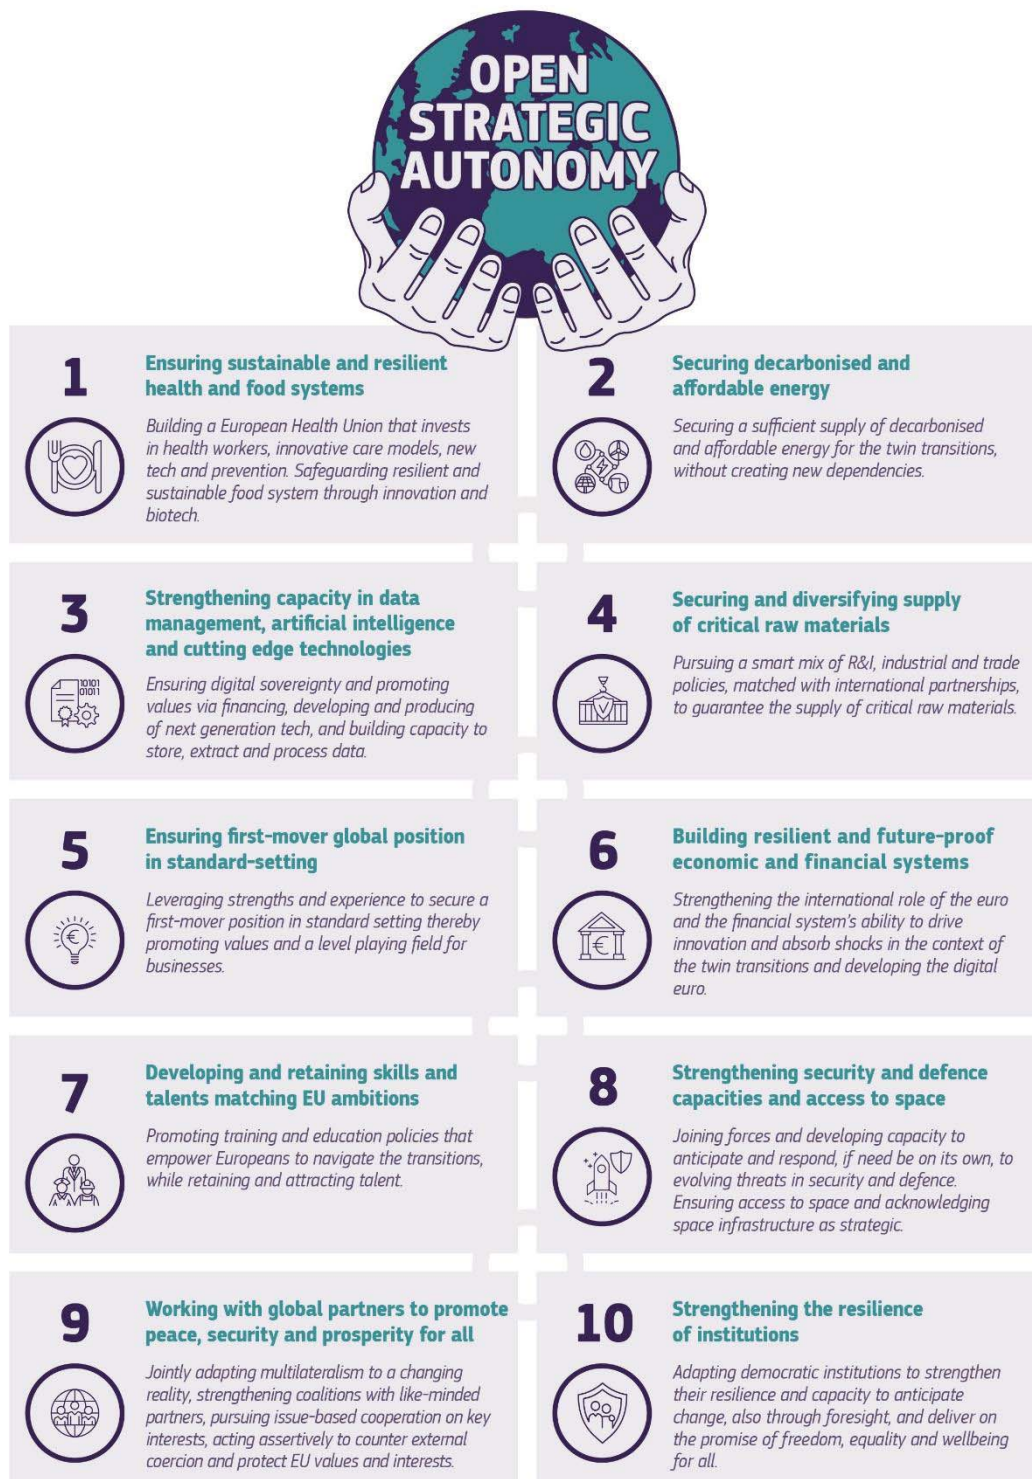 OPEN
STRATEGIC
AUTONOMY
1
Ensuring sustainable and resilient
health and food systems
Building a European Health Union that invests
in health workers, innovative care models, new
tech and prevention. Safeguarding resilient and
sustainable food system through innovation and
biotech.
2
Securing decarbonised and
affordable energy
Securing a sufficient supply of decarbonised
and affordable energy for the twin transitions,
without creating new dependencies.
3
Strengthening capacity in data
management, artificial intelligence
and cutting edge technologies
10101
01011
Ensuring digital sovereignty and promoting
values via financing, developing and producing
of next generation tech, and building capacity to
store, extract and process data.
4
Securing and diversifying supply
of critical raw materials
Pursuing a smart mix of R&I, industrial and trade
policies, matched with international partnerships,
to guarantee the supply of critical raw materials.
5
Ensuring first-mover global position
in standard-setting
€
Leveraging strengths and experience to secure a
first-mover position in standard setting thereby
promoting values and a level playing field for
businesses.
6
Building resilient and future-proof
economic and financial systems
€
Strengthening the international role of the euro
and the financial system's ability to drive
innovation and absorb shocks in the context of
the twin transitions and developing the digital
euro.
7
Developing and retaining skills and
talents matching EU ambitions
Promoting training and education policies that
empower Europeans to navigate the transitions,
while retaining and attracting talent.
8
Strengthening security and defence
capacities and access to space
Joining forces and developing capacity to
anticipate and respond, if need be on its own, to
evolving threats in security and defence.
Ensuring access to space and acknowledging
space infrastructure as strategic.
9
Working with global partners to promote
peace, security and prosperity for all
Jointly adapting multilateralism to a changing
reality, strengthening coalitions with like-minded
partners, pursuing issue-based cooperation on key
interests, acting assertively to counter external
coercion and protect EU values and interests.
10
Strengthening the resilience
of institutions
Adapting democratic institutions to strengthen
their resilience and capacity to anticipate
change, also through foresight, and deliver on
the promise of freedom, equality and wellbeing
for all.